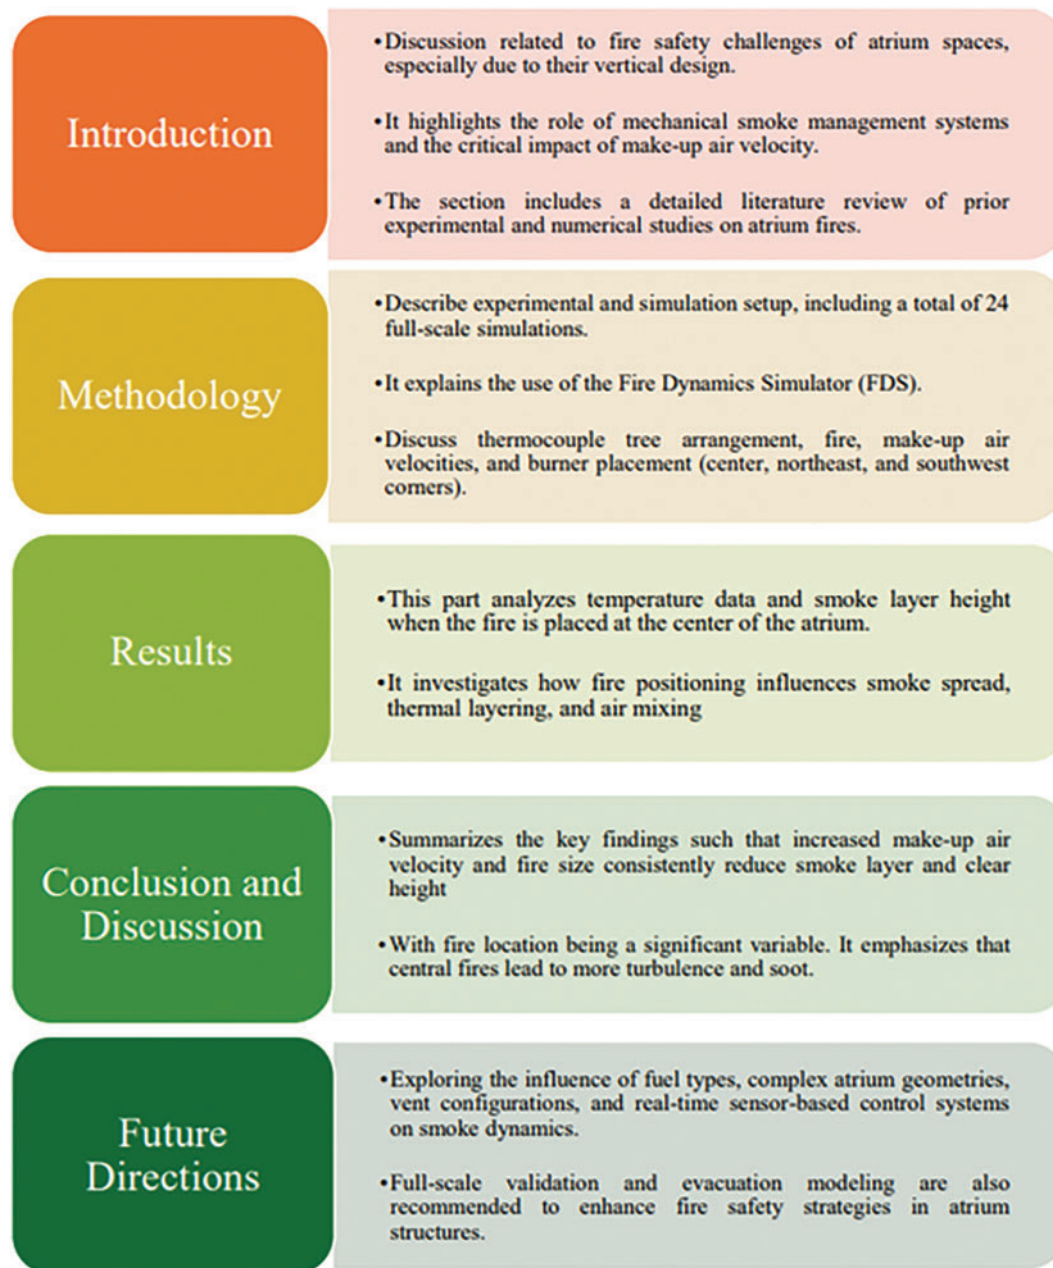 Introduction
•Discussion related to fire safety challenges of atrium spaces,
especially due to their vertical design.
•It highlights the role of mechanical smoke management systems
and the critical impact of make-up air velocity.
•The section includes a detailed literature review of prior
experimental and numerical studies on atrium fires.
Methodology
•Describe experimental and simulation setup, including a total of 24
full-scale simulations.
•It explains the use of the Fire Dynamics Simulator (FDS).
•Discuss thermocouple tree arrangement, fire, make-up air
velocities, and burner placement (center, northeast, and southwest
corners).
Results
•This part analyzes temperature data and smoke layer height
when the fire is placed at the center of the atrium.
•It investigates how fire positioning influences smoke spread,
thermal layering, and air mixing
Conclusion and
Discussion
•Summarizes the key findings such that increased make-up air
velocity and fire size consistently reduce smoke layer and clear
height
•With fire location being a significant variable. It emphasizes that
central fires lead to more turbulence and soot.
Future
Directions
•Exploring the influence of fuel types, complex atrium geometries,
vent configurations, and real-time sensor-based control systems
on smoke dynamics.
•Full-scale validation and evacuation modeling are also
recommended to enhance fire safety strategies in atrium
structures.